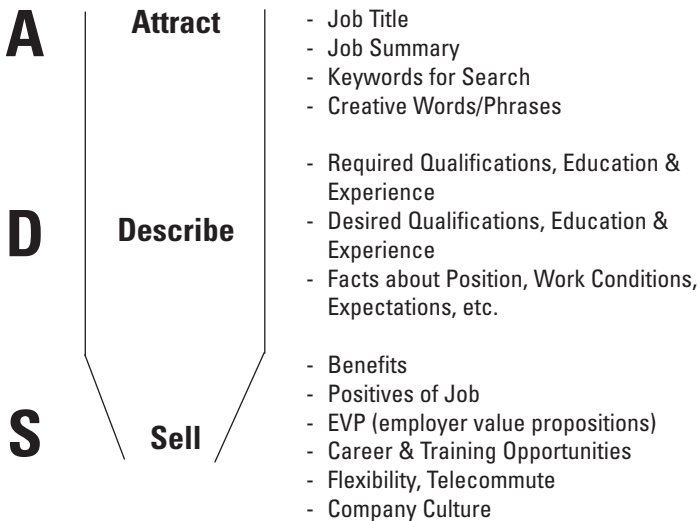 A
Attract
- Job Title
- Job Summary
- Keywords for Search
- Creative Words/Phrases
D
Describe
- Required Qualifications, Education &
Experience
- Desired Qualifications, Education &
Experience
- Facts about Position, Work Conditions,
Expectations, etc.
S
Sell
- Benefits
- Positives of Job
- EVP (employer value propositions)
- Career & Training Opportunities
- Flexibility, Telecommute
- Company Culture